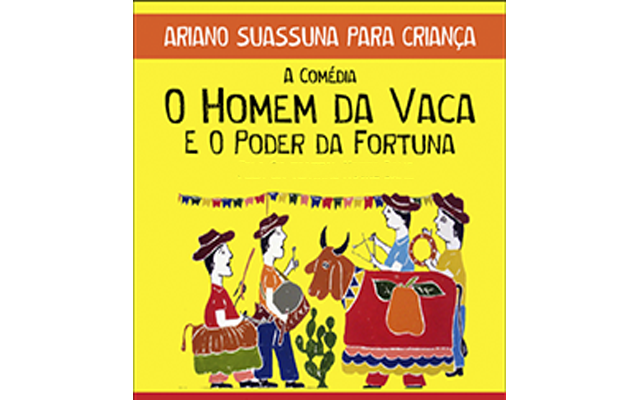 ARIANO SUASSUNA PARA CRIANÇA
A COMÉDIA
O HOMEM DA VACA
E O PODER DA FORTUNA